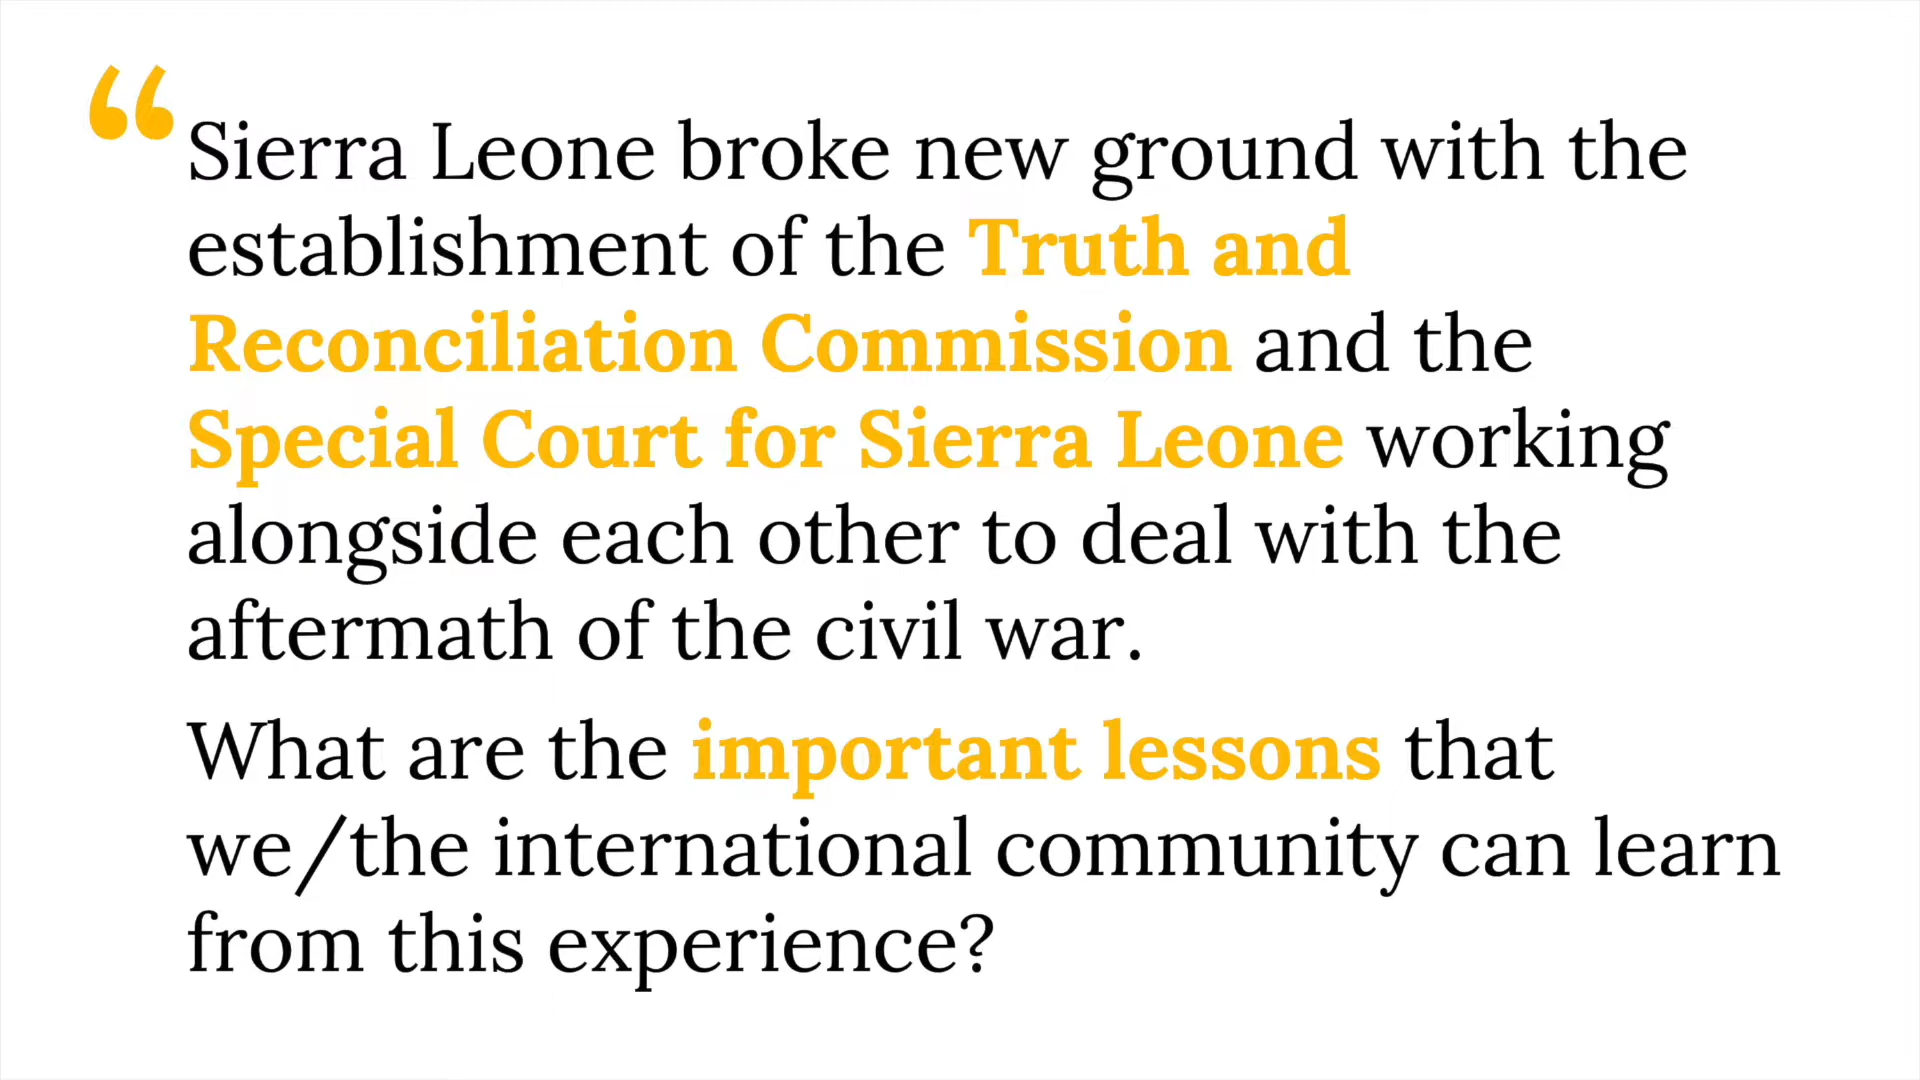 “Sierra Leone broke new ground with the
establishment of the Truth and
Reconciliation Commission and the
Special Court for Sierra Leone working
alongside each other to deal with the
aftermath of the civil war.
What are the important lessons that
we/the international community can learn
from this experience?